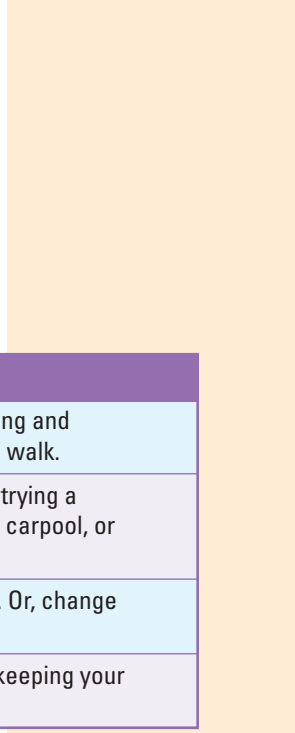 ng and
walk.
trying a
carpool, or
Or, change
keeping your